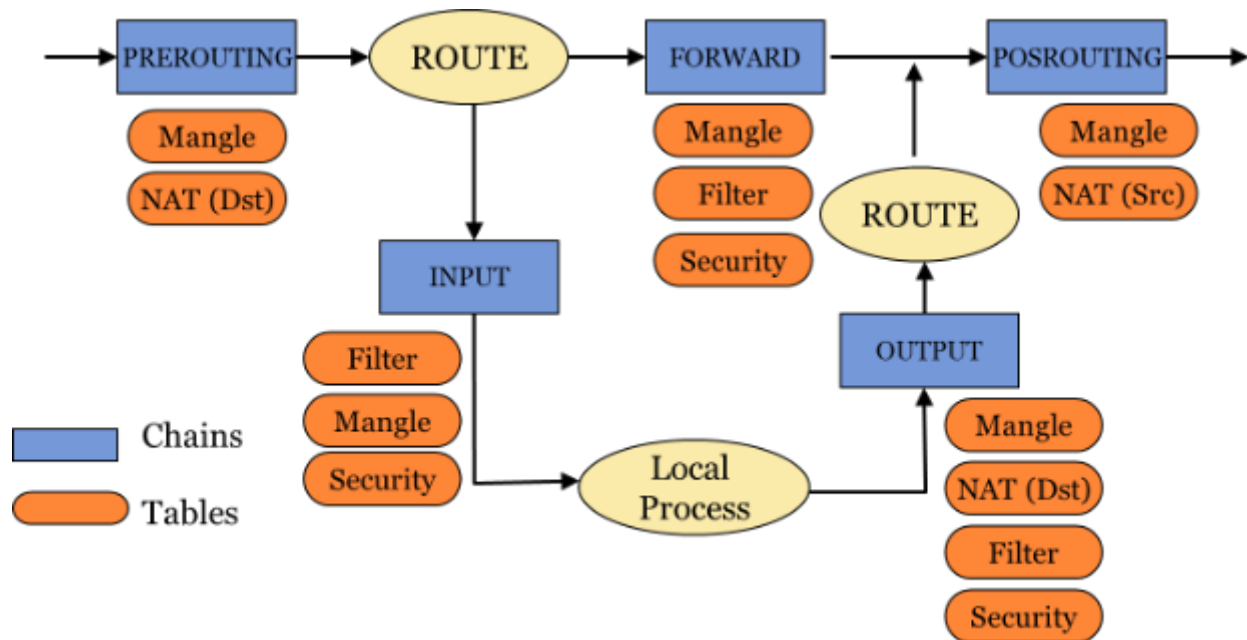 PREROUTING
ROUTE
FORWARD
POSROUTING
Mangle
NAT (Dst)
Mangle
Filter
Security
Mangle
NAT (Src)
ROUTE
INPUT
Filter
Mangle
Security
OUTPUT
Local
Process
Mangle
NAT (Dst)
Filter
Security
Chains
Tables